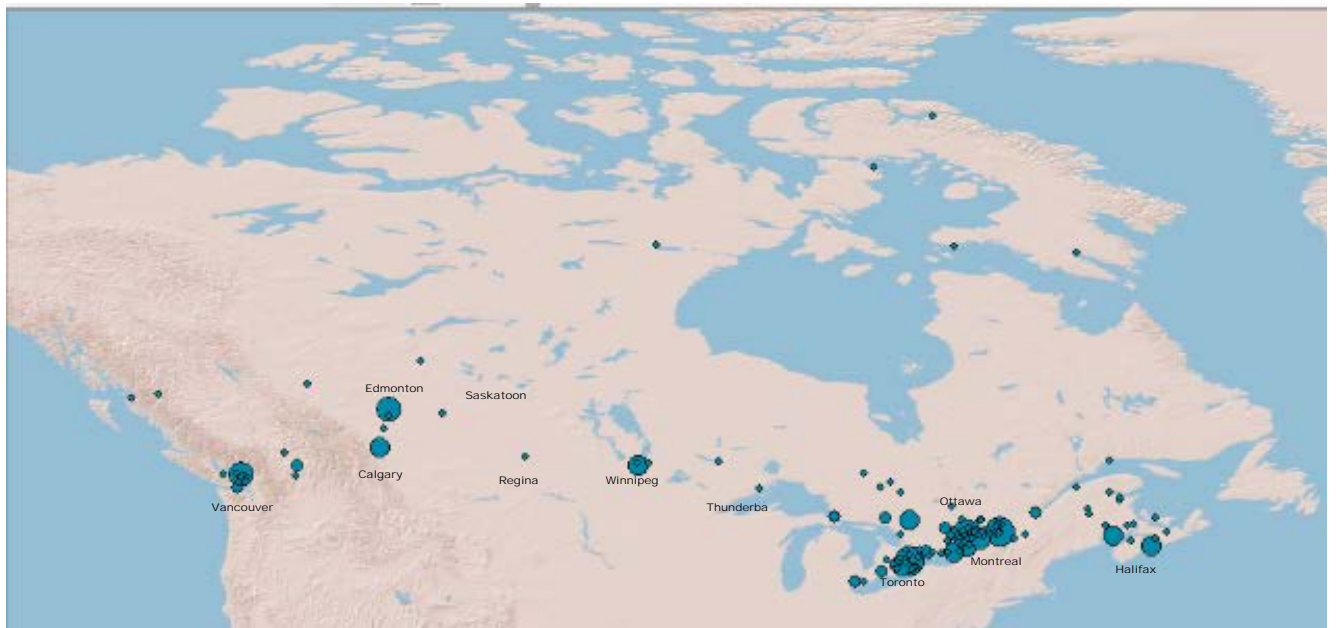 Edmonton
Saskatoon
Calgary
Regina
Winnipeg
Vancouver
Thunderba
Ottawa
Montreal
Toronto
Halifax